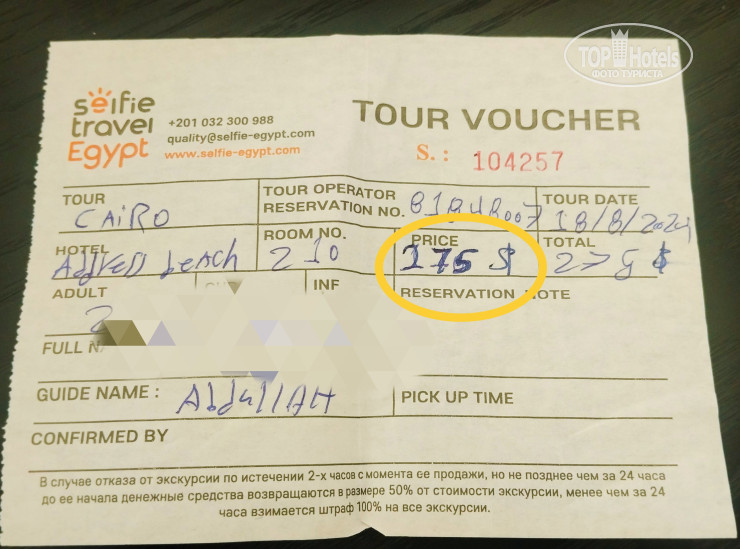 TOP Hotels
ФОТО ТУРИСТА
selfie
travel
Egypt
+201 032 300 988
quality@selfie-egypt.com
www.selfie-egypt.com
TOUR VOUCHER
S. : 104257
TOUR
CAiRO
TOUR OPERATOR
RESERVATION NO.
TOUR DATE
18/8/2024
HOTEL
Address beach
ROOM NO.
210
PRICE
175 $
TOTAL
ADULT
2
INF
RESERVATION NOTE
FULL
GUIDE NAME : AbdullAH
PICK UP TIME
CONFIRMED BY
В случае отказа от экскурсии по истечении 2-х часов с момента ее продажи, но не позднее чем за 24 часа
до ее начала денежные средства возвращаются в размере 50% от стоимости экскурсии, менее чем за 24
часа взимается штраф 100% на все экскурсии.